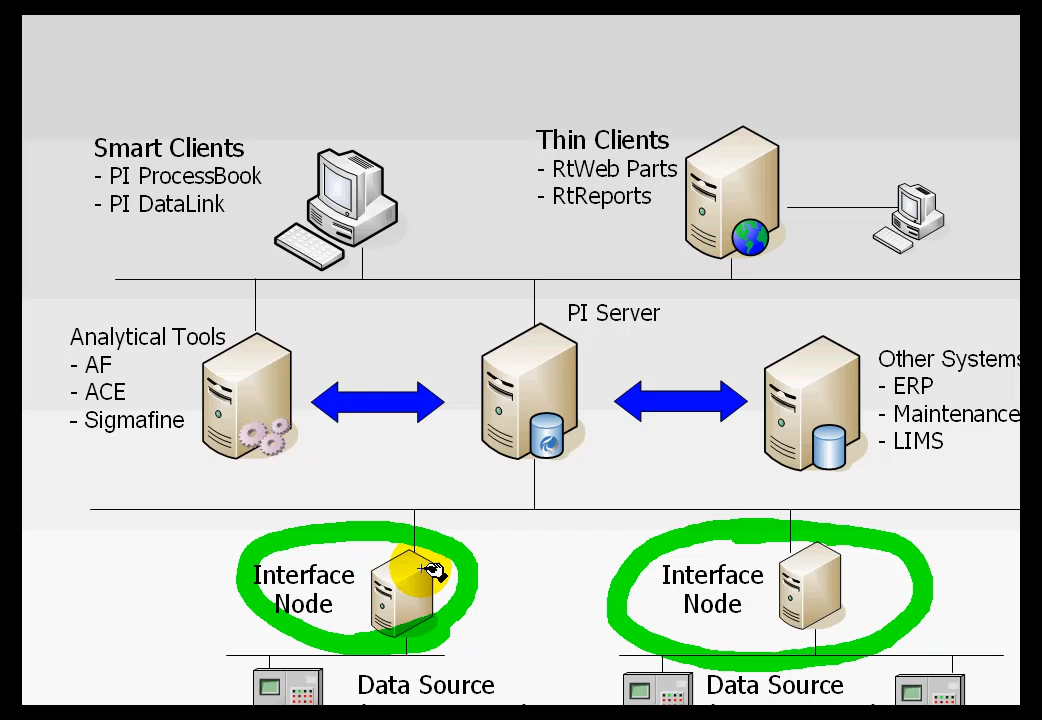 Smart Clients
- PI ProcessBook
- PI DataLink
Thin Clients
- RtWeb Parts
- RtReports
PI Server
Analytical Tools
- AF
- ACE
- Sigmafine
Other Systems
- ERP
- Maintenance
- LIMS
Interface
Node
Interface
Node
Data Source
Data Source